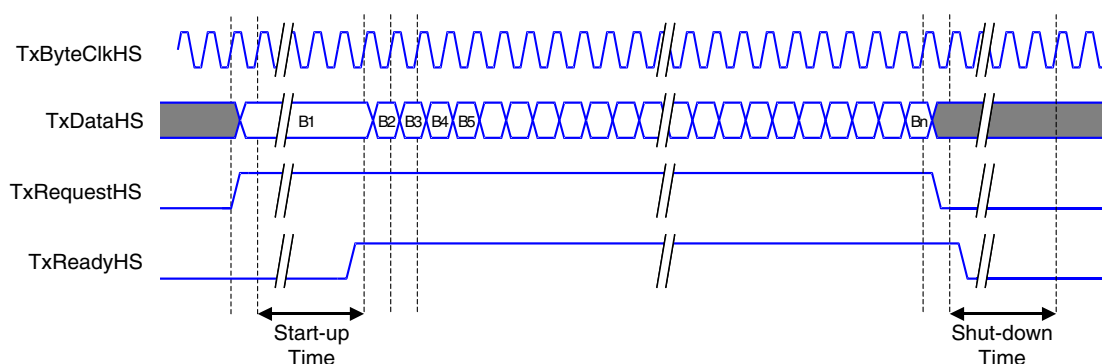 TxByteClkHS
TxDataHS
B1
B2
B3
B4
B5
Bn
TxRequestHS
TxReadyHS
Start-up
Time
Shut-down
Time